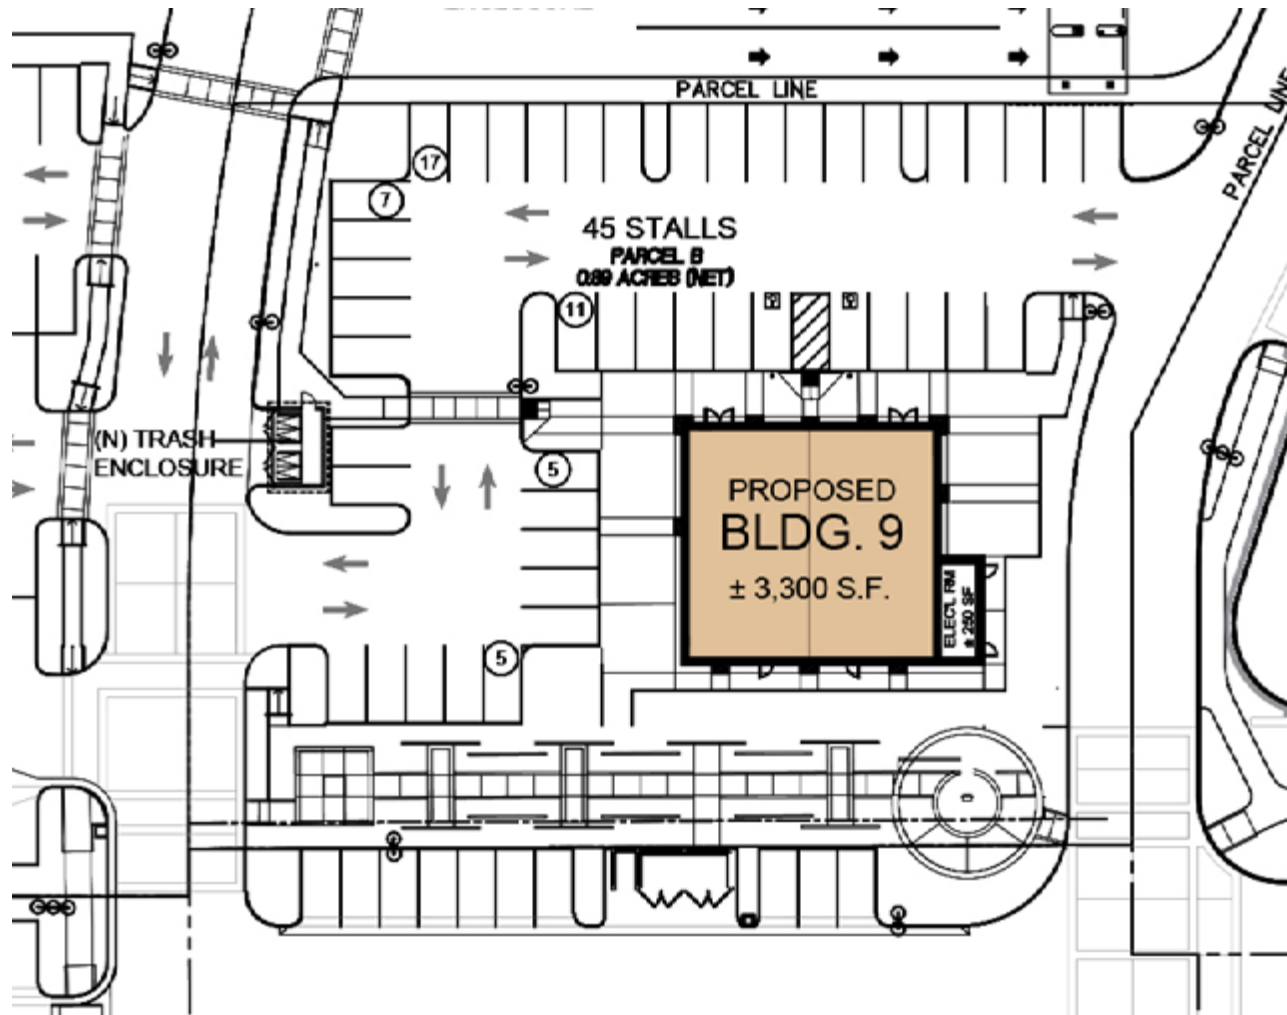 PARCEL LINE
PARCEL LINE
17
7
45 STALLS
PARCEL B
0.89 ACRES (NET)
11
(N) TRASH
ENCLOSURE
5
PROPOSED
BLDG. 9
± 3,300 S.F.
ELEC'L RM
± 250 SF
5